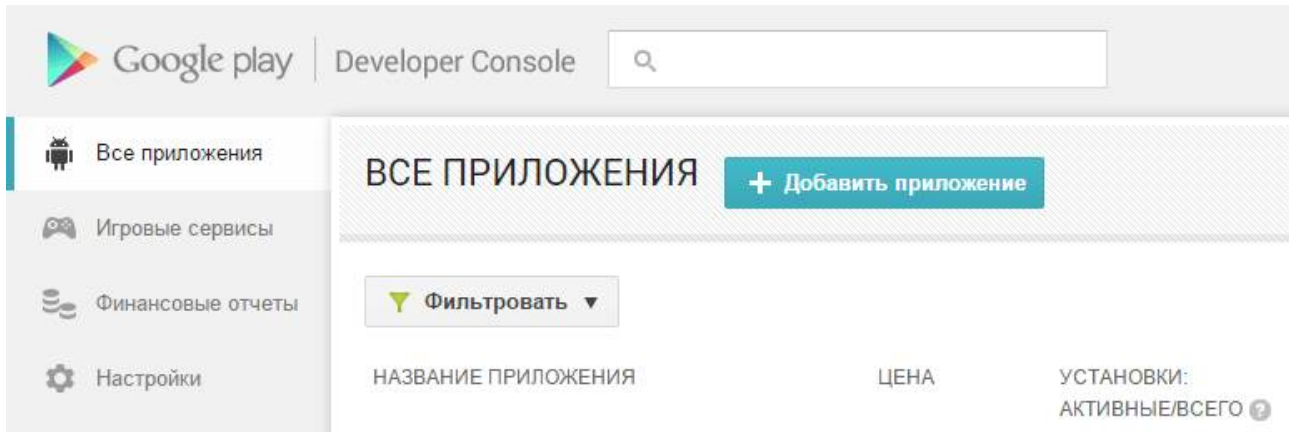 Google play Developer Console
Все приложения
Игровые сервисы
Финансовые отчеты
Настройки
ВСЕ ПРИЛОЖЕНИЯ + Добавить приложение
Фильтровать ▼
НАЗВАНИЕ ПРИЛОЖЕНИЯ ЦЕНА УСТАНОВКИ:
АКТИВНЫЕ/ВСЕГО ?